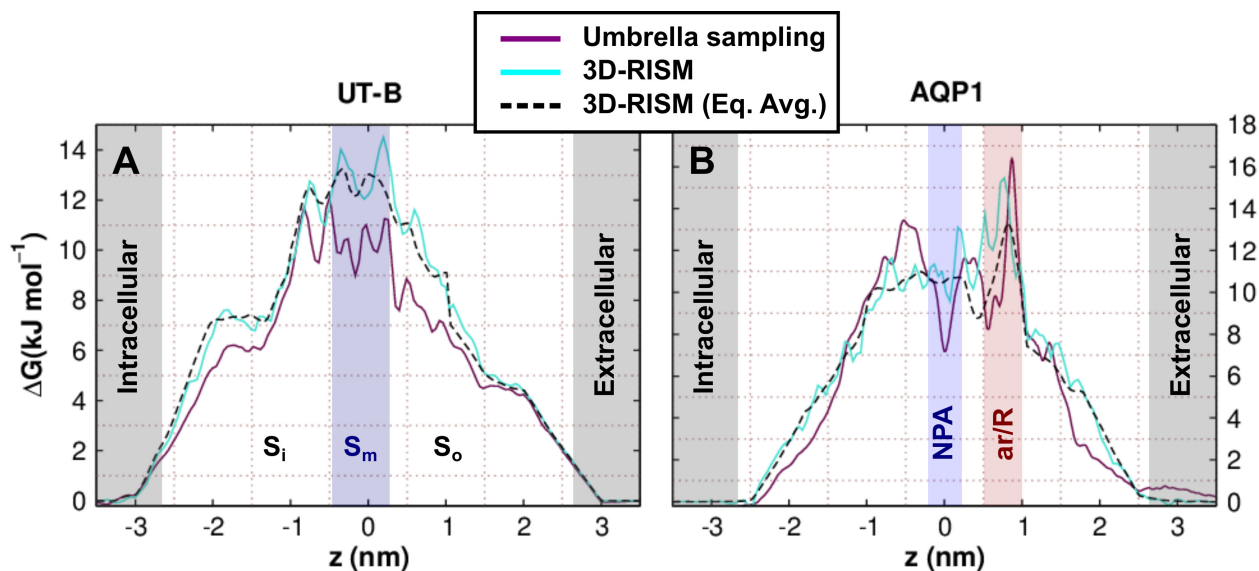 Umbrella sampling
3D-RISM
3D-RISM (Eq. Avg.)
UT-B
AQP1
A
B
ΔG(kJ mol⁻¹)
14
12
10
8
6
4
2
0
Intracellular
Extracellular
Sᵢ
Sₘ
Sₒ
-3 -2 -1 0 1 2 3
z (nm)
Intracellular
NPA
ar/R
Extracellular
18
16
14
12
10
8
6
4
2
0
-3 -2 -1 0 1 2 3
z (nm)